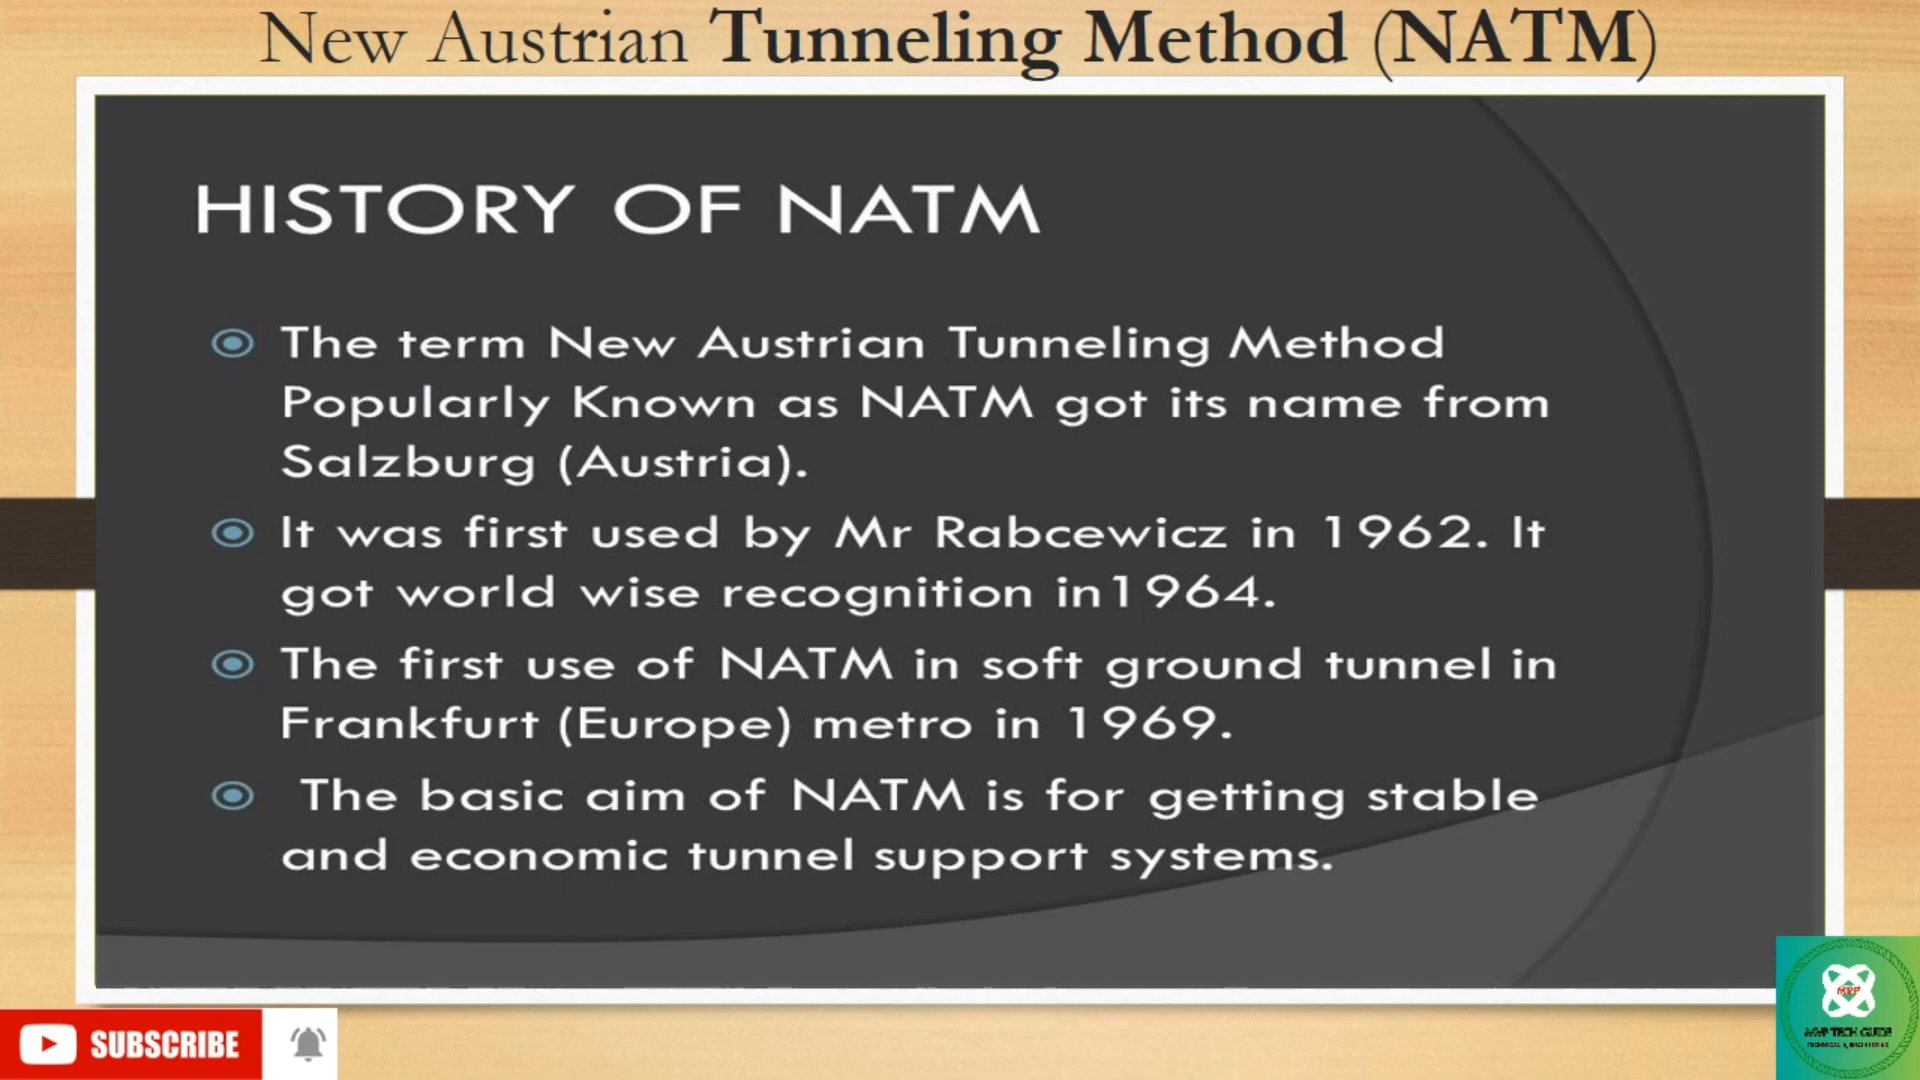 New Austrian Tunneling Method (NATM)
HISTORY OF NATM
The term New Austrian Tunneling Method
Popularly Known as NATM got its name from
Salzburg (Austria).
It was first used by Mr Rabcewicz in 1962. It
got world wise recognition in1964.
The first use of NATM in soft ground tunnel in
Frankfurt (Europe) metro in 1969.
The basic aim of NATM is for getting stable
and economic tunnel support systems.
SUBSCRIBE
TECH GUIDE